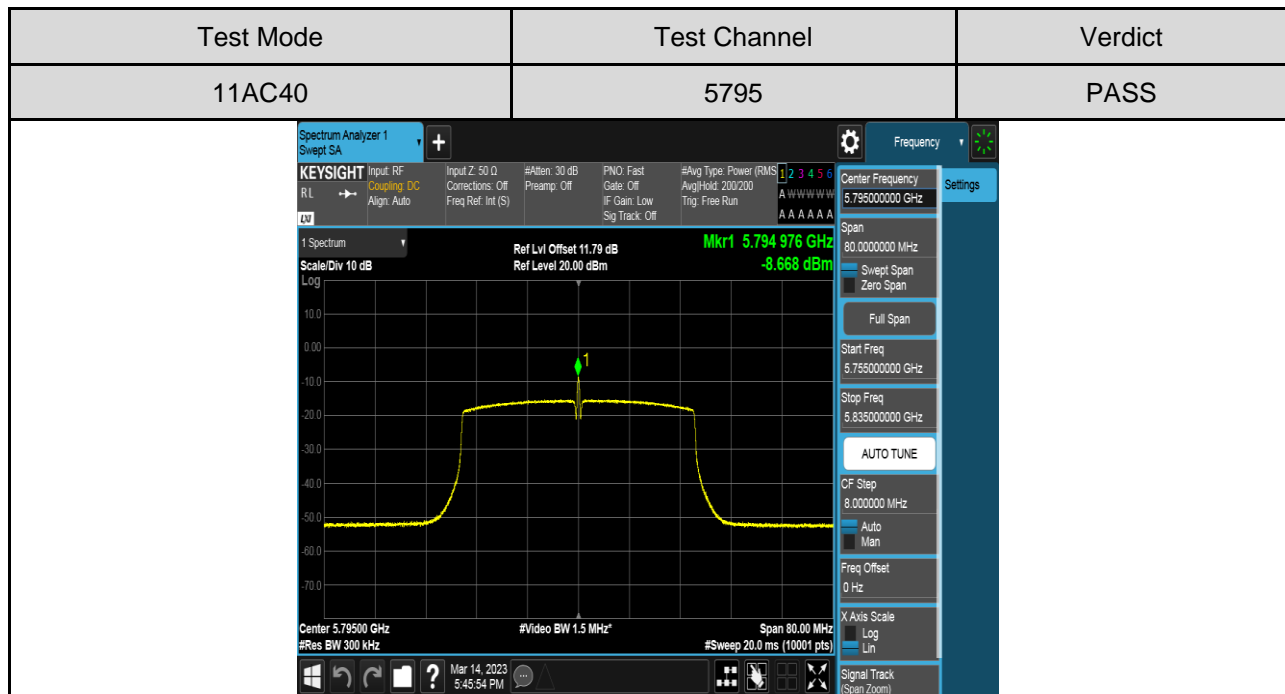 Test Mode Test Channel Verdict
11AC40 5795 PASS
Spectrum Analyzer 1
Swept SA
+
Frequency
KEYSIGHT
RL
LXI
Input: RF
Coupling: DC
Align: Auto
Input Z: 50 Ω
Corrections: Off
Freq Ref: Int (S)
#Atten: 30 dB
Preamp: Off
PNO: Fast
Gate: Off
IF Gain: Low
Sig Track: Off
#Avg Type: Power (RMS
Avg|Hold: 200/200
Trig: Free Run
1 2 3 4 5 6
A W W W W W
A A A A A A
1 Spectrum
Scale/Div 10 dB
Ref Lvl Offset 11.79 dB
Ref Level 20.00 dBm
Mkr1 5.794 976 GHz
-8.668 dBm
Log
10.0
0.00
-10.0
-20.0
-30.0
-40.0
-50.0
-60.0
-70.0
1
Center 5.79500 GHz
#Res BW 300 kHz
#Video BW 1.5 MHz*
Span 80.00 MHz
#Sweep 20.0 ms (10001 pts)
?
Mar 14, 2023
5:45:54 PM
Center Frequency
5.795000000 GHz
Span
80.0000000 MHz
Swept Span
Zero Span
Full Span
Start Freq
5.755000000 GHz
Stop Freq
5.835000000 GHz
AUTO TUNE
CF Step
8.000000 MHz
Auto
Man
Freq Offset
0 Hz
X Axis Scale
Log
Lin
Signal Track
(Span Zoom)
Settings